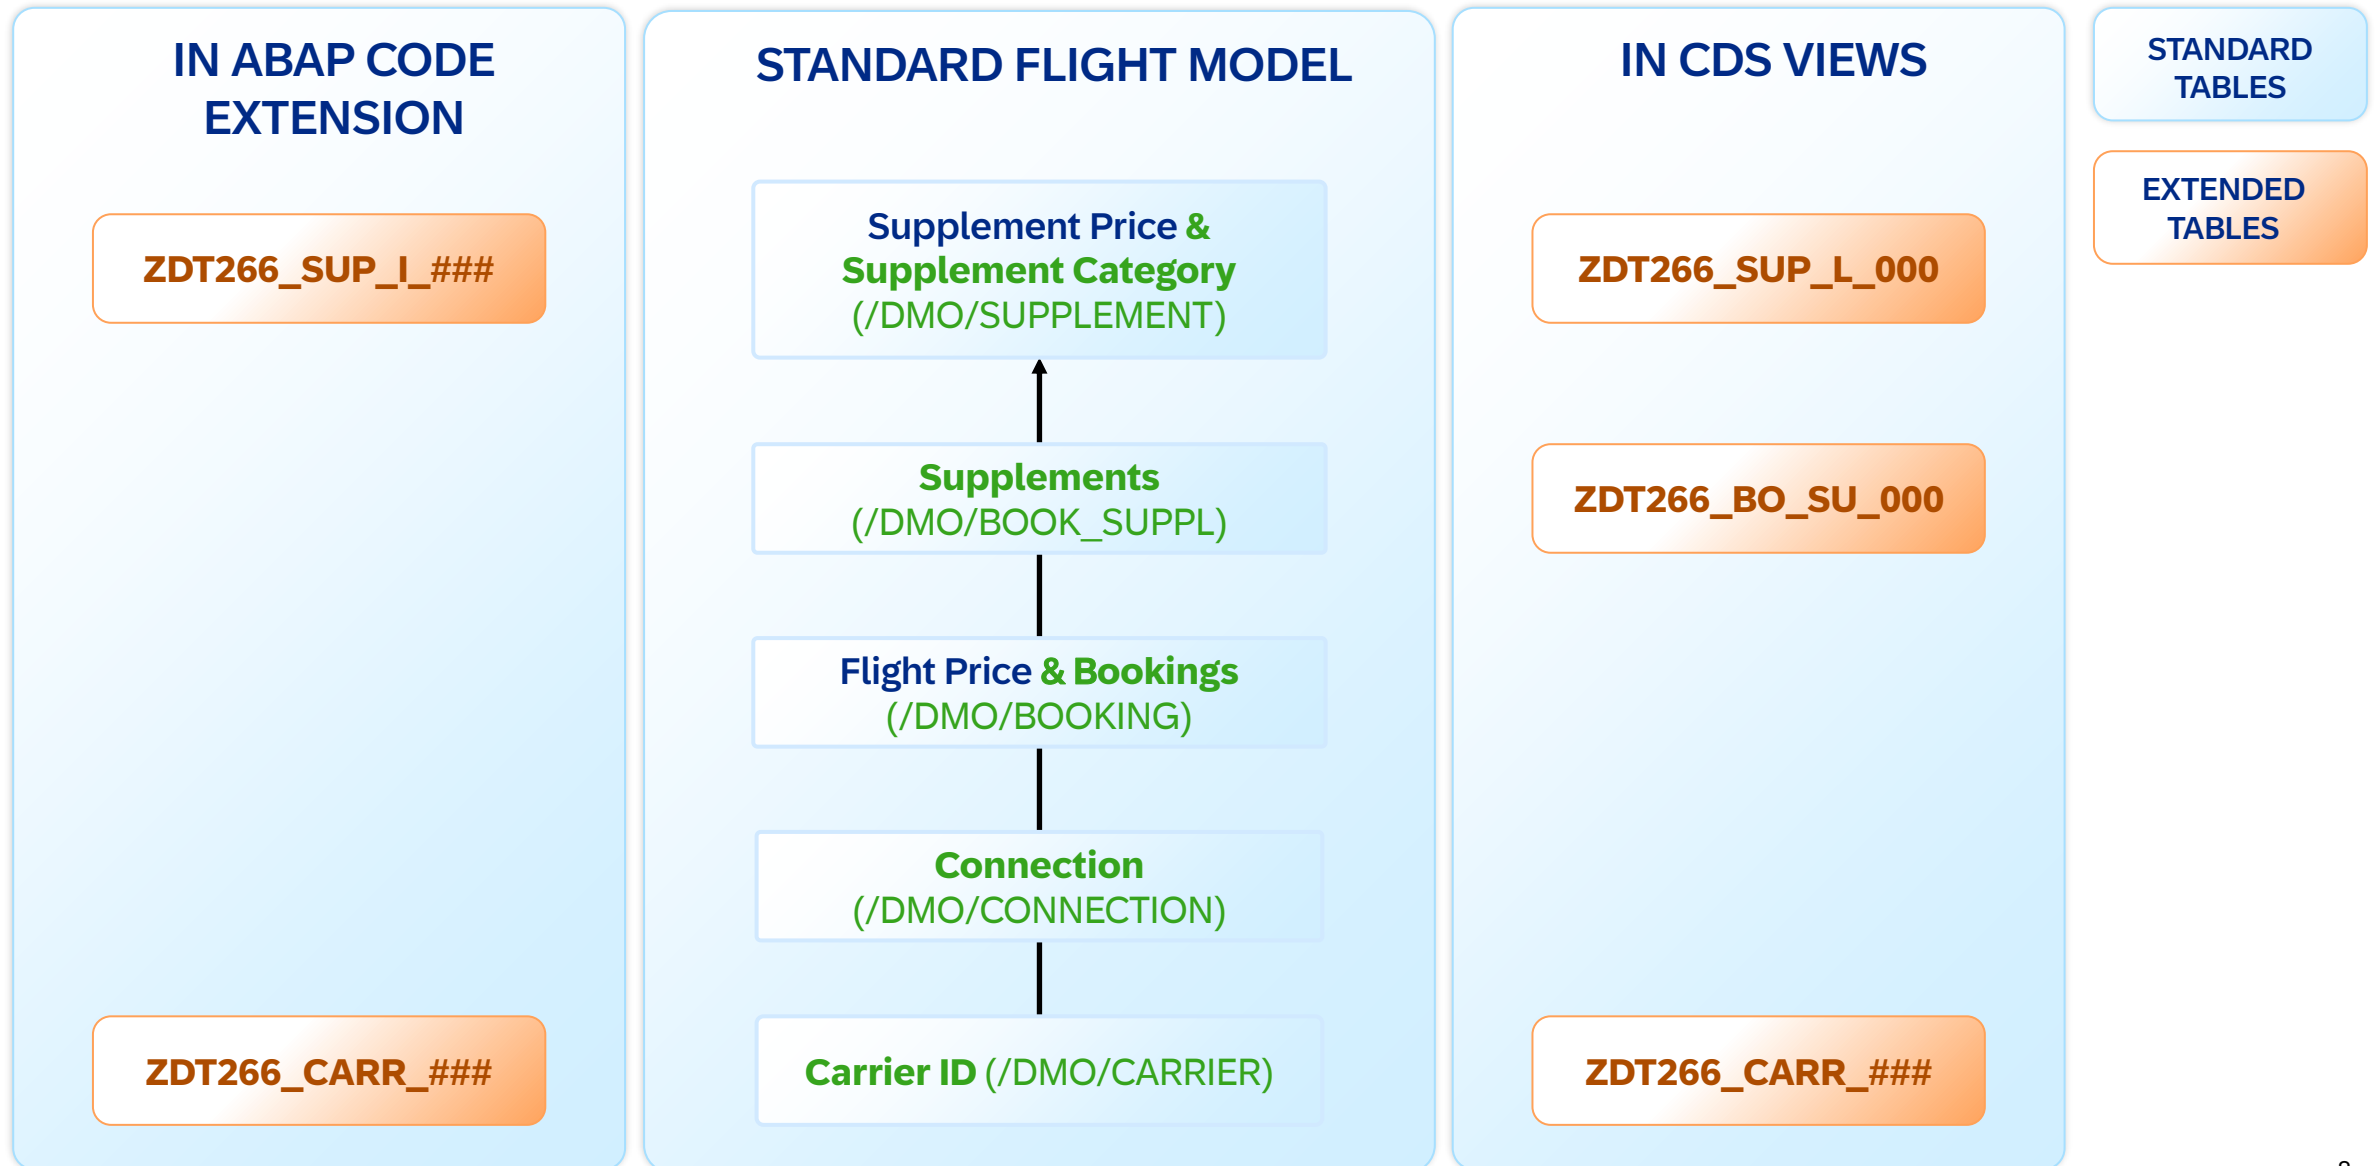 IN ABAP CODE
EXTENSION
ZDT266_SUP_I_###
ZDT266_CARR_###
STANDARD FLIGHT MODEL
Supplement Price &
Supplement Category
(/DMO/SUPPLEMENT)
Supplements
(/DMO/BOOK_SUPPL)
Flight Price & Bookings
(/DMO/BOOKING)
Connection
(/DMO/CONNECTION)
Carrier ID (/DMO/CARRIER)
IN CDS VIEWS
ZDT266_SUP_L_000
ZDT266_BO_SU_000
ZDT266_CARR_###
STANDARD
TABLES
EXTENDED
TABLES